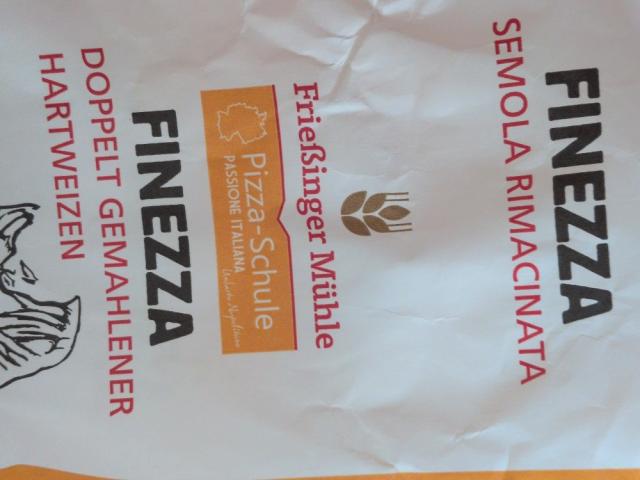 FINEZZA
SEMOLA RIMACINATA
Frießinger Mühle
Pizza-Schule
PASSIONE ITALIANA
FINEZZA
DOPPELT GEMAHLENER
HARTWEIZEN